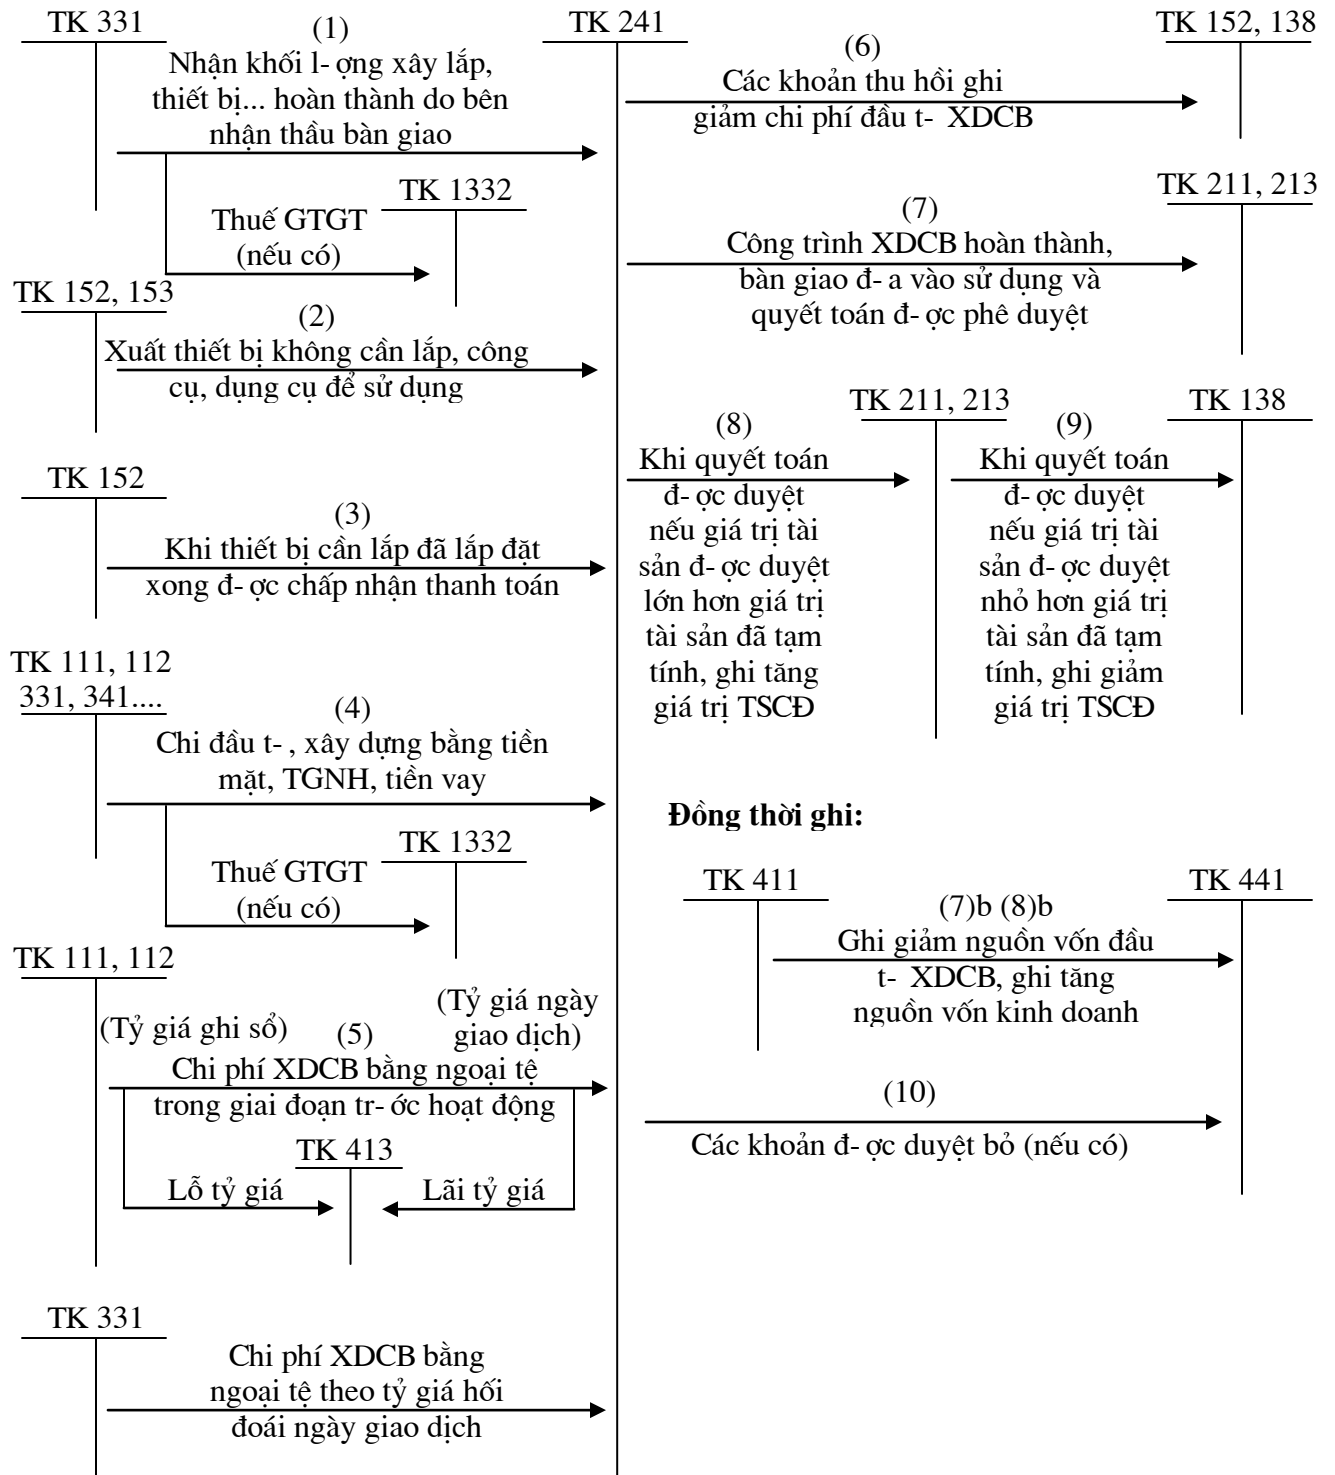 TK 331
(1)
Nhận khối l- ợng xây lắp,
thiết bị... hoàn thành do bên
nhận thầu bàn giao
TK 1332
Thuế GTGT
(nếu có)
TK 152, 153
(2)
Xuất thiết bị không cần lắp, công
cụ, dụng cụ để sử dụng
TK 152
(3)
Khi thiết bị cần lắp đã lắp đặt
xong đ- ợc chấp nhận thanh toán
TK 111, 112
331, 341....
(4)
Chi đầu t- , xây dựng bằng tiền
mặt, TGNH, tiền vay
TK 1332
Thuế GTGT
(nếu có)
TK 111, 112
(Tỷ giá ghi sổ)
(5)
(Tỷ giá ngày
giao dịch)
Chi phí XDCB bằng ngoại tệ
trong giai đoạn tr- ớc hoạt động
TK 413
Lỗ tỷ giá
Lãi tỷ giá
TK 331
Chi phí XDCB bằng
ngoại tệ theo tỷ giá hối
đoái ngày giao dịch
TK 241
(6)
Các khoản thu hồi ghi
giảm chi phí đầu t- XDCB
TK 152, 138
(7)
Công trình XDCB hoàn thành,
bàn giao đ- a vào sử dụng và
quyết toán đ- ợc phê duyệt
TK 211, 213
(8)
Khi quyết toán
đ- ợc duyệt
nếu giá trị tài
sản đ- ợc duyệt
lớn hơn giá trị
tài sản đã tạm
tính, ghi tăng
giá trị TSCĐ
TK 211, 213
(9)
Khi quyết toán
đ- ợc duyệt
nếu giá trị tài
sản đ- ợc duyệt
nhỏ hơn giá trị
tài sản đã tạm
tính, ghi giảm
giá trị TSCĐ
TK 138
Đồng thời ghi:
TK 411
(7)b (8)b
Ghi giảm nguồn vốn đầu
t- XDCB, ghi tăng
nguồn vốn kinh doanh
TK 441
(10)
Các khoản đ- ợc duyệt bỏ (nếu có)